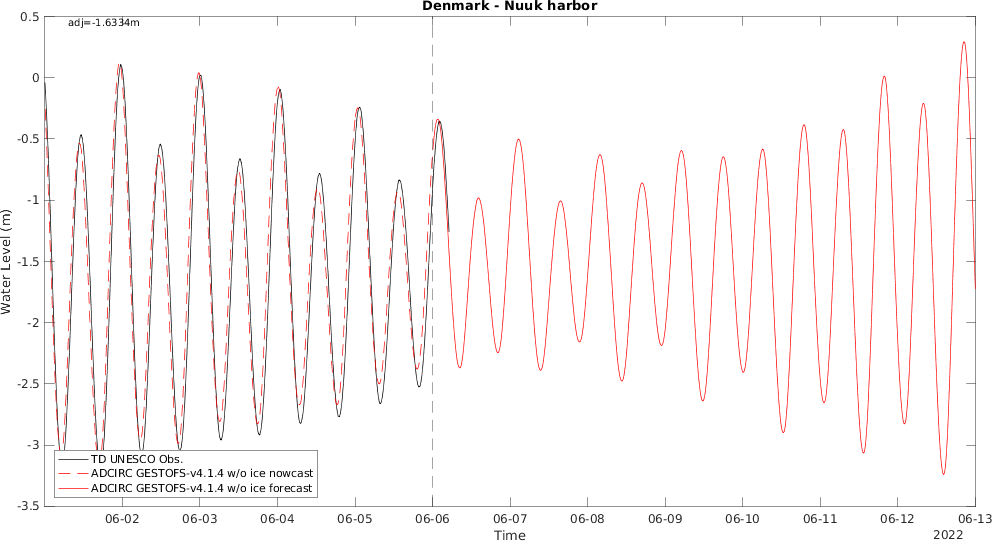 Denmark - Nuuk harbor
adj=-1.6334m
0.5
0
-0.5
-1
-1.5
-2
-2.5
-3
-3.5
Water Level (m)
TD UNESCO Obs.
ADCIRC GESTOFS-v4.1.4 w/o ice nowcast
ADCIRC GESTOFS-v4.1.4 w/o ice forecast
06-02 06-03 06-04 06-05 06-06 06-07 06-08 06-09 06-10 06-11 06-12 06-13
Time
2022